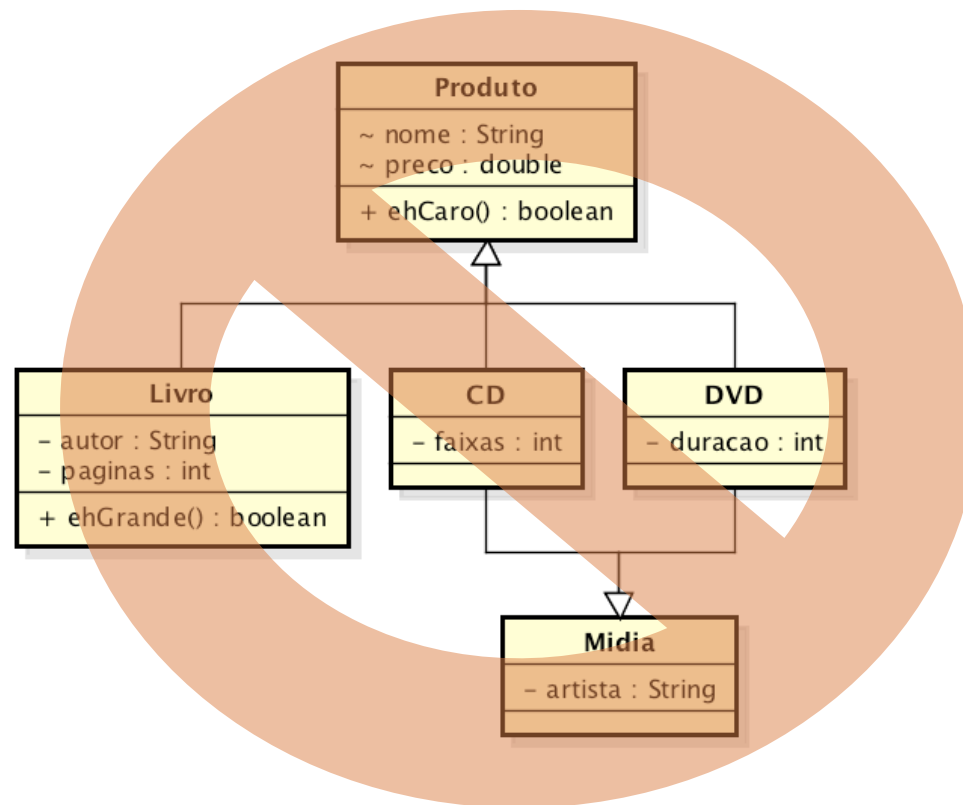 Produto
~ nome : String
~ preco : double
+ ehCaro() : boolean
Livro
– autor : String
– paginas : int
+ ehGrande() : boolean
CD
– faixas : int
DVD
– duracao : int
Midia
– artista : String